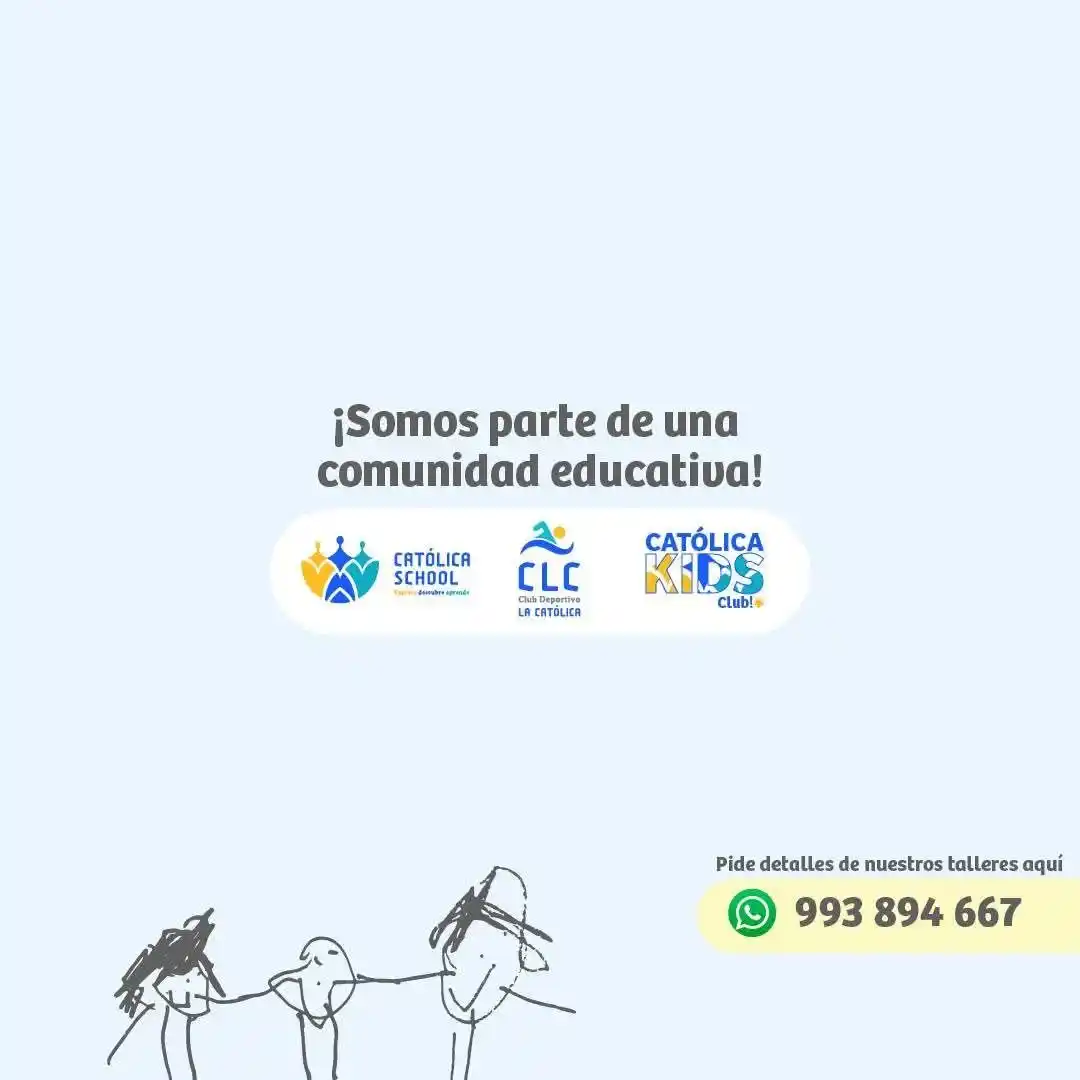 ¡Somos parte de una
comunidad educativa!
CATÓLICA
SCHOOL
descubre aprende
CLC
Club Deportivo
LA CATÓLICA
CATÓLICA
KIDS
Club!
Pide detalles de nuestros talleres aquí
993 894 667